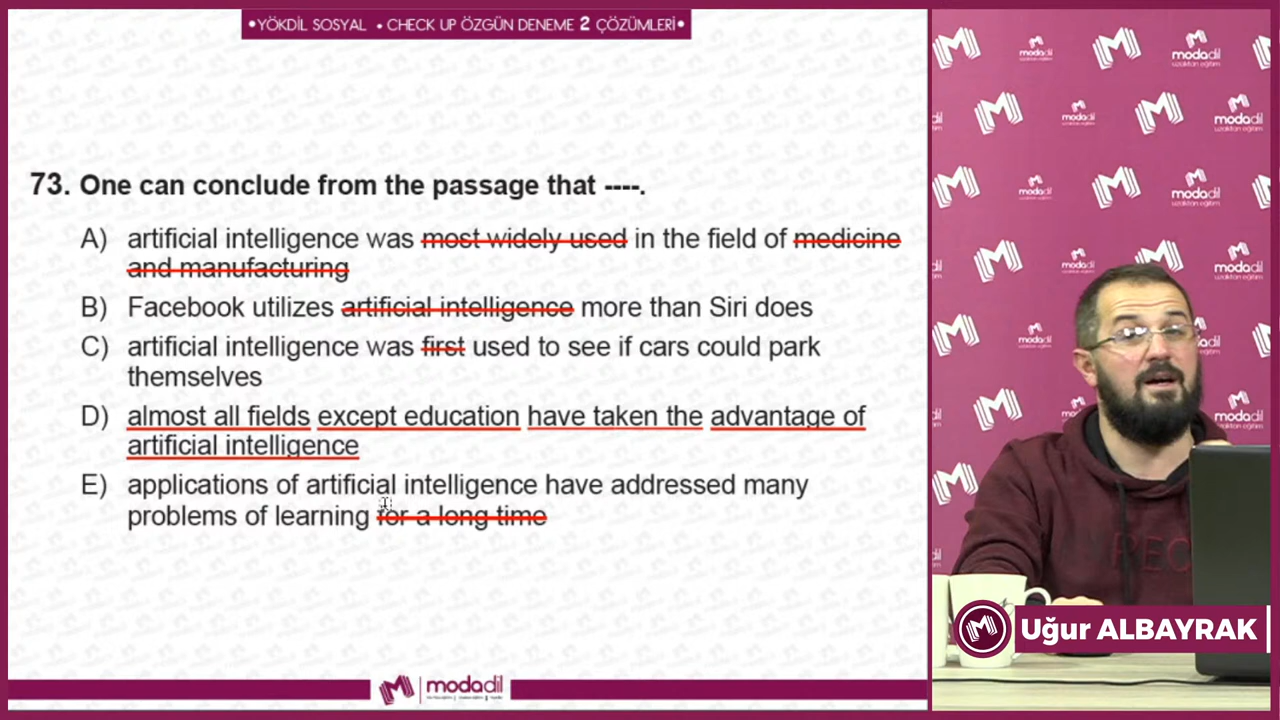 •YÖKDİL SOSYAL • CHECK UP ÖZGÜN DENEME 2 ÇÖZÜMLERİ•
73. One can conclude from the passage that ----.
A) artificial intelligence was most widely used in the field of medicine
and manufacturing
B) Facebook utilizes artificial intelligence more than Siri does
C) artificial intelligence was first used to see if cars could park
themselves
D) almost all fields except education have taken the advantage of
artificial intelligence
E) applications of artificial intelligence have addressed many
problems of learning for a long time
Uğur ALBAYRAK
modadil
modadil
uzaktan eğitim